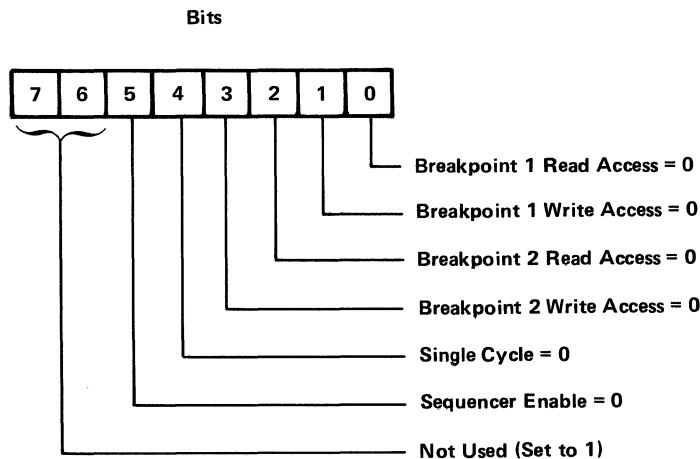 Bits
7 6 5 4 3 2 1 0
Breakpoint 1 Read Access = 0
Breakpoint 1 Write Access = 0
Breakpoint 2 Read Access = 0
Breakpoint 2 Write Access = 0
Single Cycle = 0
Sequencer Enable = 0
Not Used (Set to 1)